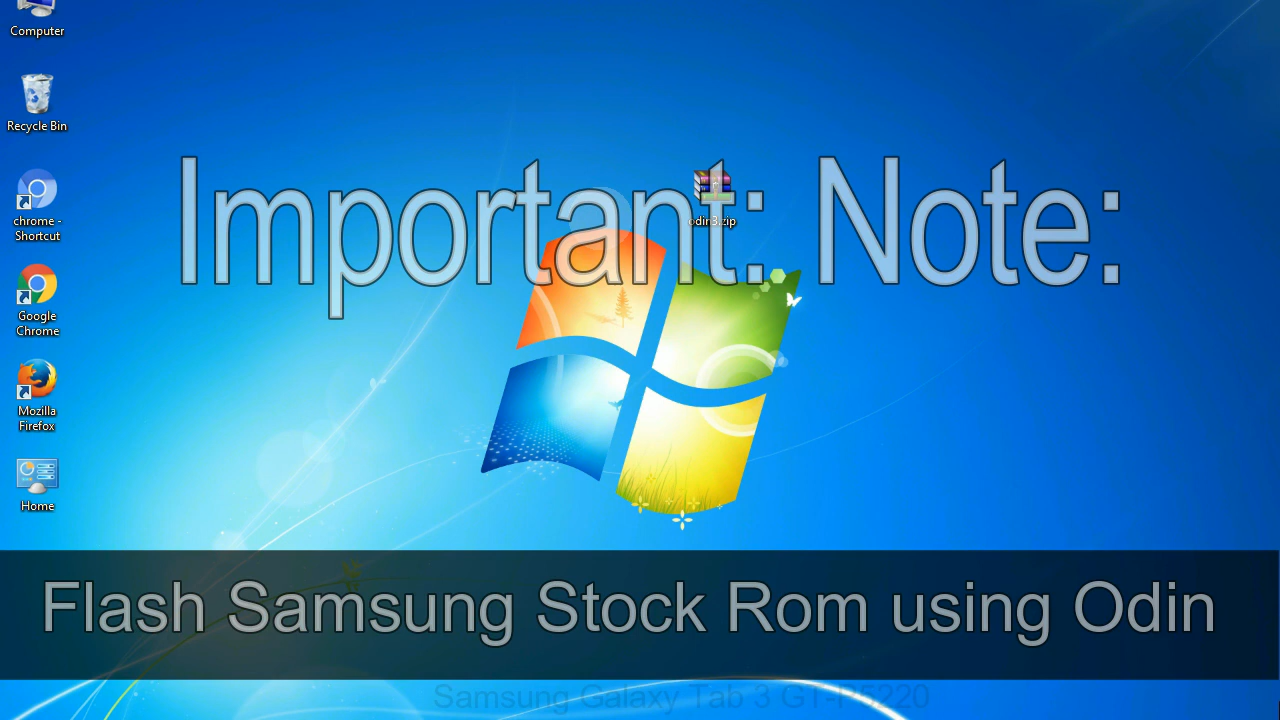 Computer
Recycle Bin
chrome -
Shortcut
Google
Chrome
Mozilla
Firefox
Home
odin3.zip
Important: Note:
Flash Samsung Stock Rom using Odin
Samsung Galaxy Tab 3 GT-P5220